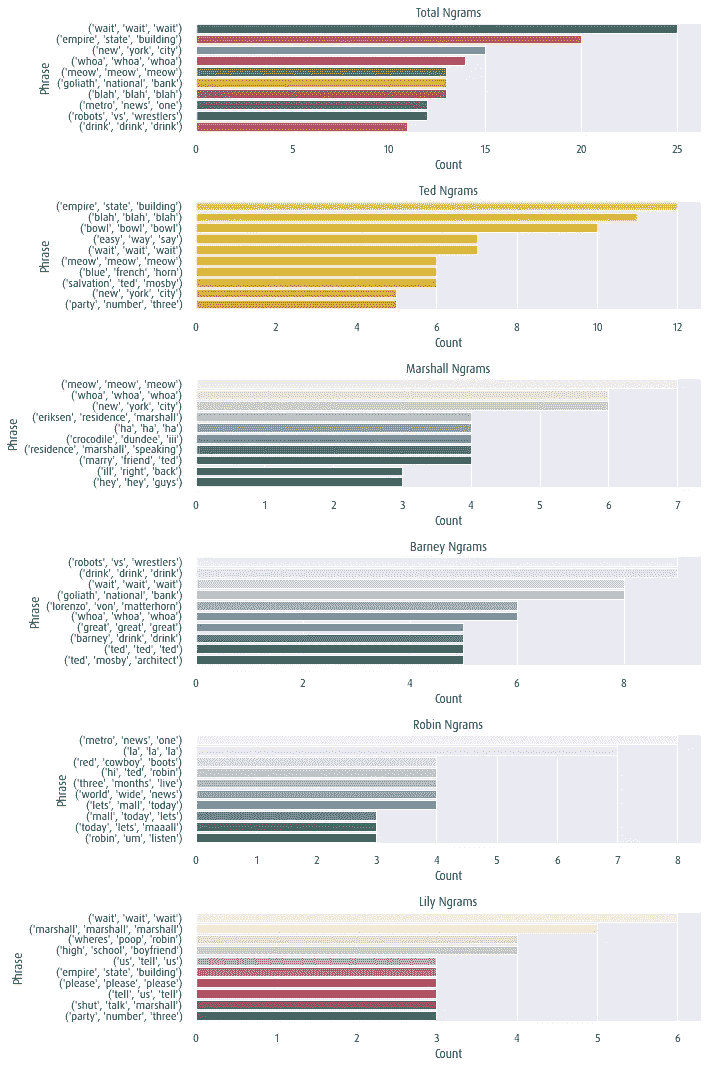 Total Ngrams
('wait', 'wait', 'wait')
('empire', 'state', 'building')
('new', 'york', 'city')
('whoa', 'whoa', 'whoa')
('meow', 'meow', 'meow')
('goliath', 'national', 'bank')
('blah', 'blah', 'blah')
('metro', 'news', 'one')
('robots', 'vs', 'wrestlers')
('drink', 'drink', 'drink')
Phrase
0 5 10 15 20 25
Count
Ted Ngrams
('empire', 'state', 'building')
('blah', 'blah', 'blah')
('bowl', 'bowl', 'bowl')
('easy', 'way', 'say')
('wait', 'wait', 'wait')
('meow', 'meow', 'meow')
('blue', 'french', 'horn')
('salvation', 'ted', 'mosby')
('new', 'york', 'city')
('party', 'number', 'three')
Phrase
0 2 4 6 8 10 12
Count
Marshall Ngrams
('meow', 'meow', 'meow')
('whoa', 'whoa', 'whoa')
('new', 'york', 'city')
('eriksen', 'residence', 'marshall')
('ha', 'ha', 'ha')
('crocodile', 'dundee', 'iii')
('residence', 'marshall', 'speaking')
('marry', 'friend', 'ted')
('ill', 'right', 'back')
('hey', 'hey', 'guys')
Phrase
0 1 2 3 4 5 6 7
Count
Barney Ngrams
('robots', 'vs', 'wrestlers')
('drink', 'drink', 'drink')
('wait', 'wait', 'wait')
('goliath', 'national', 'bank')
('lorenzo', 'von', 'matterhorn')
('whoa', 'whoa', 'whoa')
('great', 'great', 'great')
('barney', 'drink', 'drink')
('ted', 'ted', 'ted')
('ted', 'mosby', 'architect')
Phrase
0 2 4 6 8
Count
Robin Ngrams
('metro', 'news', 'one')
('la', 'la', 'la')
('red', 'cowboy', 'boots')
('hi', 'ted', 'robin')
('three', 'months', 'live')
('world', 'wide', 'news')
('lets', 'mall', 'today')
('mall', 'today', 'lets')
('today', 'lets', 'maaall')
('robin', 'um', 'listen')
Phrase
0 1 2 3 4 5 6 7 8
Count
Lily Ngrams
('wait', 'wait', 'wait')
('marshall', 'marshall', 'marshall')
('wheres', 'poop', 'robin')
('high', 'school', 'boyfriend')
('us', 'tell', 'us')
('empire', 'state', 'building')
('please', 'please', 'please')
('tell', 'us', 'tell')
('shut', 'talk', 'marshall')
('party', 'number', 'three')
Phrase
0 1 2 3 4 5 6
Count